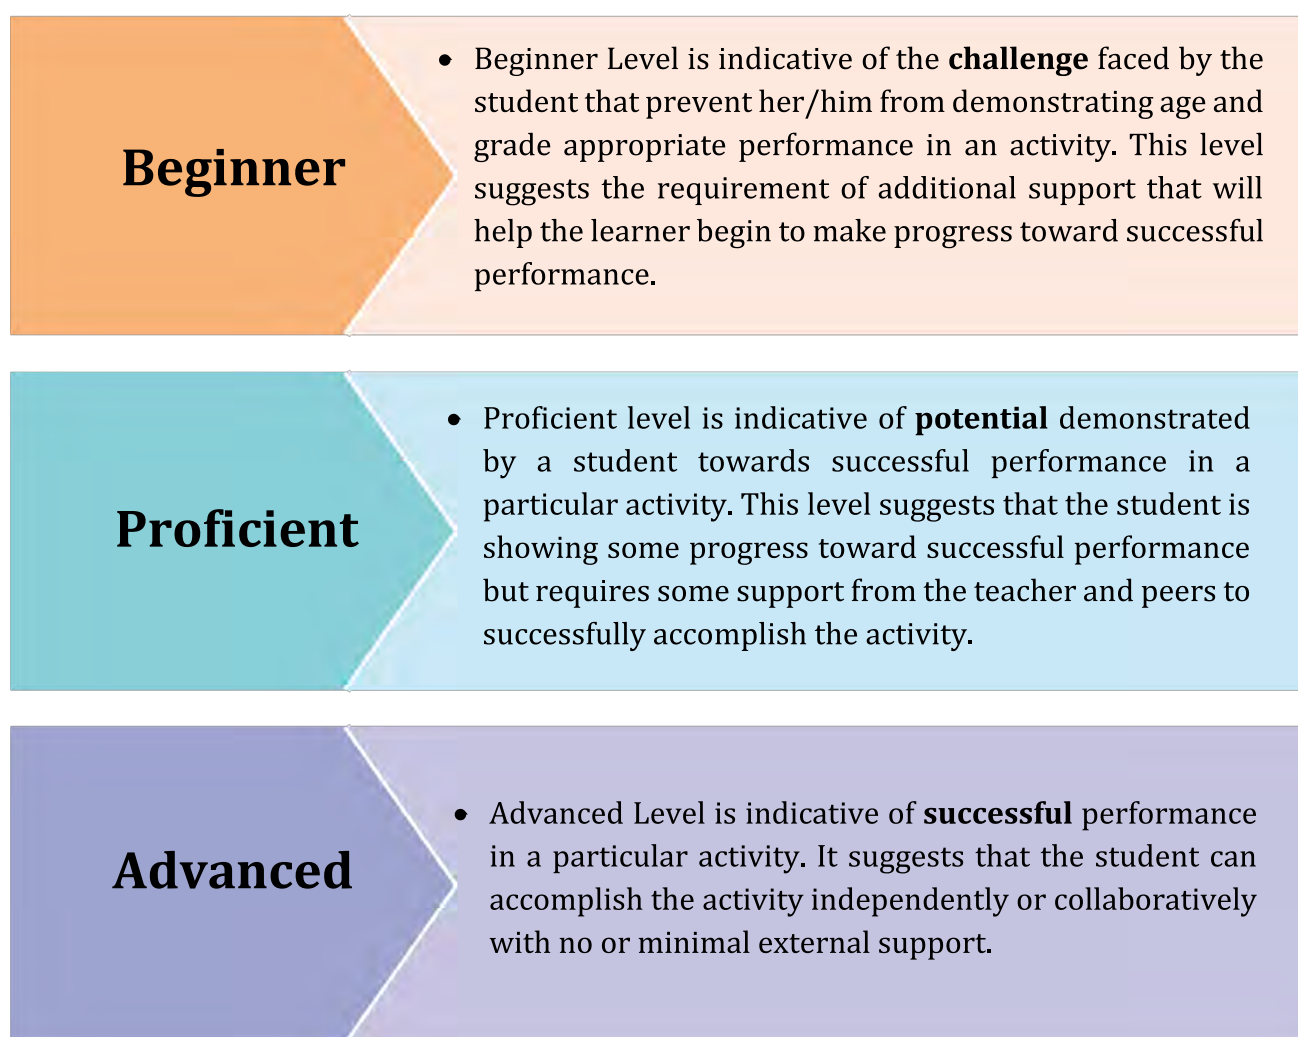 Beginner
• Beginner Level is indicative of the challenge faced by the
student that prevent her/him from demonstrating age and
grade appropriate performance in an activity. This level
suggests the requirement of additional support that will
help the learner begin to make progress toward successful
performance.
Proficient
• Proficient level is indicative of potential demonstrated
by a student towards successful performance in a
particular activity. This level suggests that the student is
showing some progress toward successful performance
but requires some support from the teacher and peers to
successfully accomplish the activity.
Advanced
• Advanced Level is indicative of successful performance
in a particular activity. It suggests that the student can
accomplish the activity independently or collaboratively
with no or minimal external support.